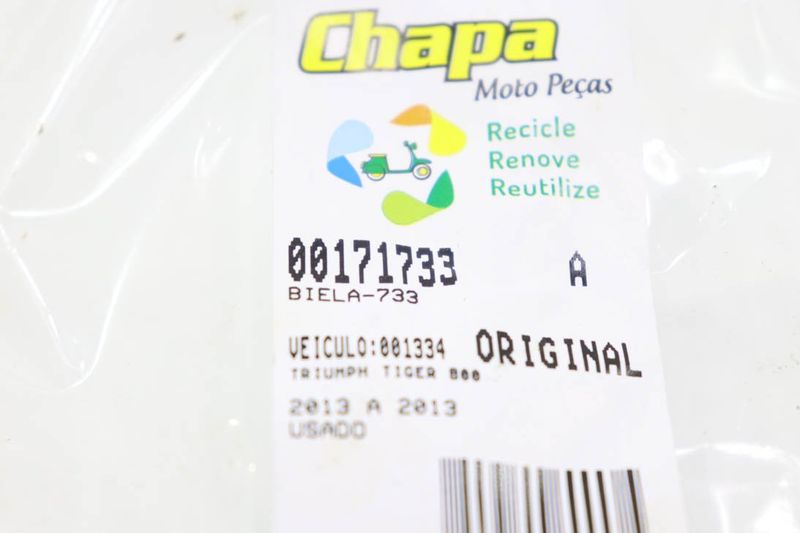 Chapa
Moto Peças
Recicle
Renove
Reutilize
00171733 A
BIELA-733
VEICULO:001334 ORIGINAL
TRIUMPH TIGER 800
2013 A 2013
USADO